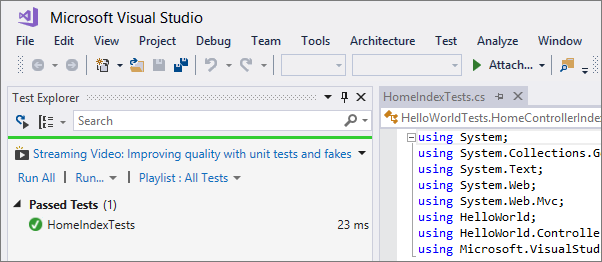 Microsoft Visual Studio
File Edit View Project Debug Team Tools Architecture Test Analyze Window
Attach...
Test Explorer
Search
Streaming Video: Improving quality with unit tests and fakes
Run All Run... Playlist : All Tests
Passed Tests (1)
HomeIndexTests 23 ms
HomeIndexTests.cs
HelloWorldTests.HomeControllerIndex
using System;
using System.Collections.G
using System.Text;
using System.Web;
using System.Web.Mvc;
using HelloWorld;
using HelloWorld.Controlle
using Microsoft.VisualStud